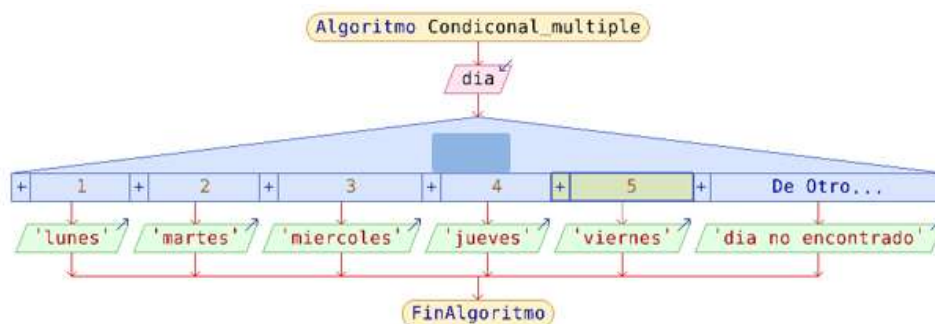 Algoritmo Condiconal_multiple
dia
+ 1 + 2 + 3 + 4 + 5 + De Otro...
'lunes' 'martes' 'miercoles' 'jueves' 'viernes' 'dia no encontrado'
FinAlgoritmo